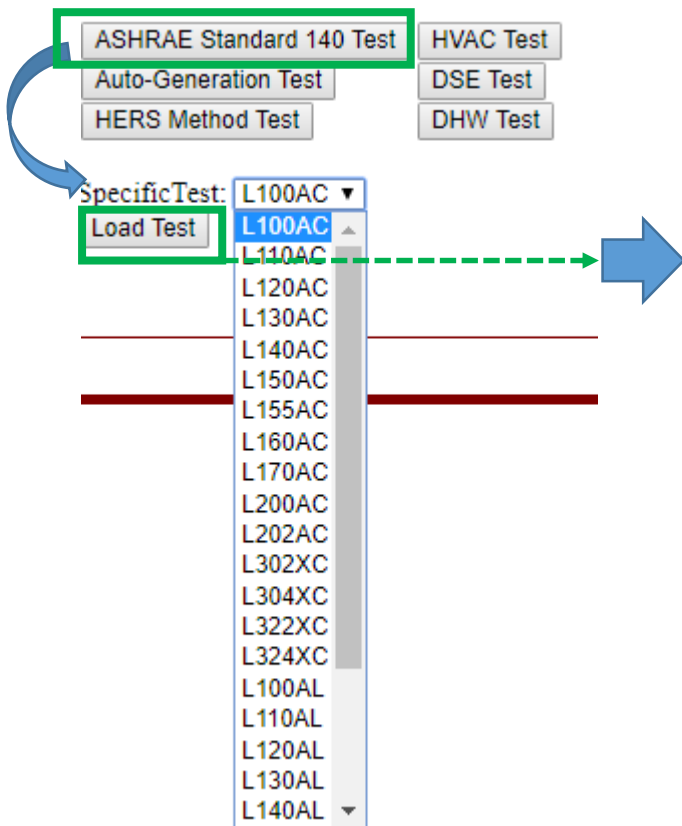 ASHRAE Standard 140 Test HVAC Test
Auto-Generation Test DSE Test
HERS Method Test DHW Test
SpecificTest: L100AC
Load Test L100AC
L110AC
L120AC
L130AC
L140AC
L150AC
L155AC
L160AC
L170AC
L200AC
L202AC
L302XC
L304XC
L322XC
L324XC
L100AL
L110AL
L120AL
L130AL
L140AL